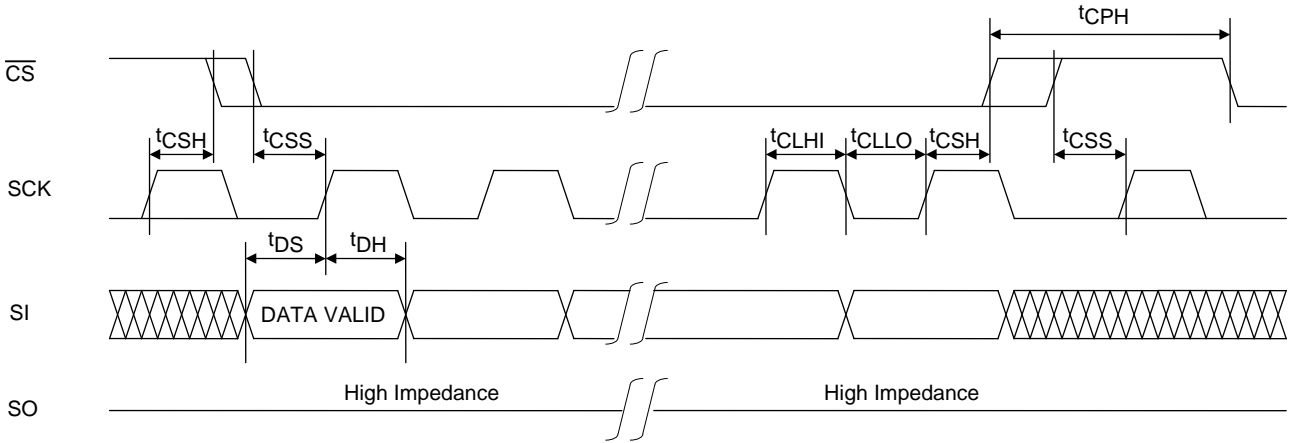 tCPH
CS
tCSH
tCSS
tCLHI
tCLLO
tCSH
tCSS
SCK
tDS
tDH
SI
DATA VALID
High Impedance
High Impedance
SO